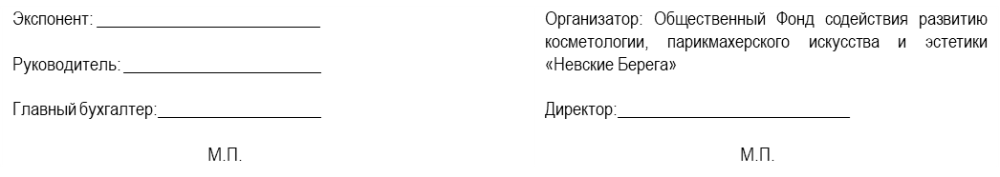 Экспонент: ___________________________
Руководитель: ________________________
Главный бухгалтер:____________________
М.П.
Организатор: Общественный Фонд содействия развитию
косметологии, парикмахерского искусства и эстетики
«Невские Берега»
Директор:____________________________
М.П.